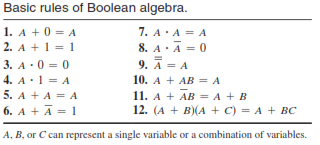 Basic rules of Boolean algebra.
1. A + 0 = A
2. A + 1 = 1
3. A · 0 = 0
4. A · 1 = A
5. A + A = A
6. A + A̅ = 1
7. A · A = A
8. A · A̅ = 0
9. A̿ = A
10. A + AB = A
11. A + A̅B = A + B
12. (A + B)(A + C) = A + BC
A, B, or C can represent a single variable or a combination of variables.